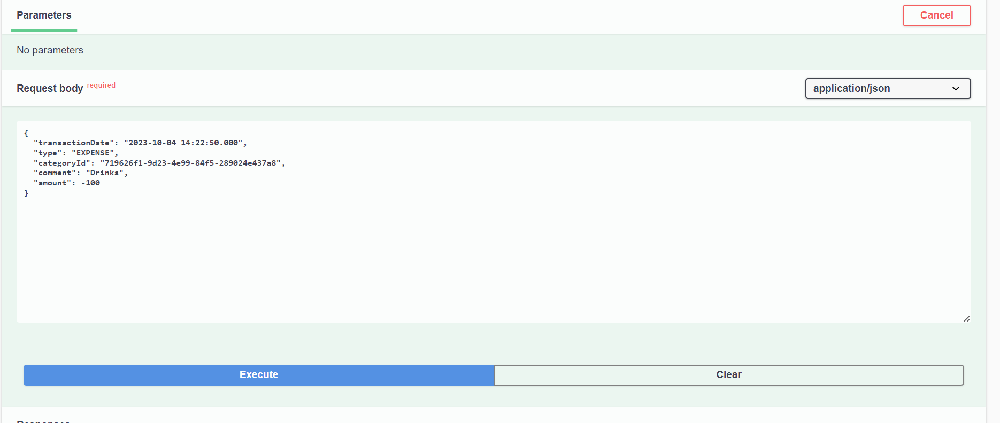 Parameters
Cancel
No parameters
Request body required
application/json
{
  "transactionDate": "2023-10-04 14:22:50.000",
  "type": "EXPENSE",
  "categoryId": "719626f1-9d23-4e99-84f5-289024e437a8",
  "comment": "Drinks",
  "amount": -100
}
Execute
Clear